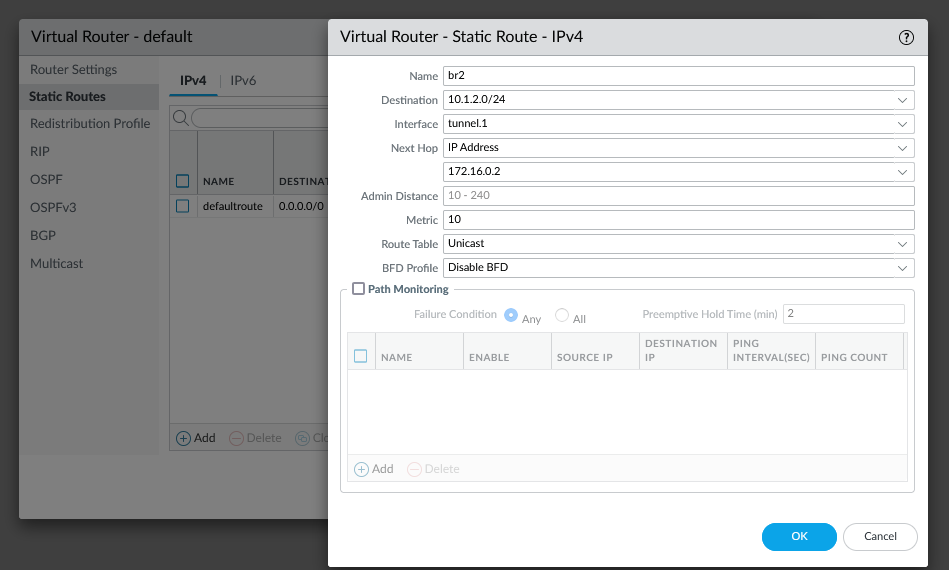 Virtual Router - default
Router Settings
Static Routes
Redistribution Profile
RIP
OSPF
OSPFv3
BGP
Multicast
IPv4
IPv6
NAME
DESTINAT
defaultroute
0.0.0.0/0
Add
Delete
Clo
Virtual Router - Static Route - IPv4
?
Name br2
Destination 10.1.2.0/24
Interface tunnel.1
Next Hop IP Address
172.16.0.2
Admin Distance 10 - 240
Metric 10
Route Table Unicast
BFD Profile Disable BFD
Path Monitoring
Failure Condition Any All Preemptive Hold Time (min) 2
NAME
ENABLE
SOURCE IP
DESTINATION IP
PING INTERVAL(SEC)
PING COUNT
Add
Delete
OK
Cancel